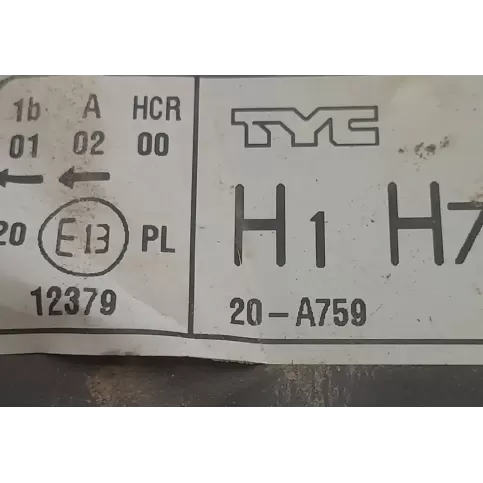 1b A HCR
01 02 00
20 E13 PL
12379
TYC
H1 H7
20-A759